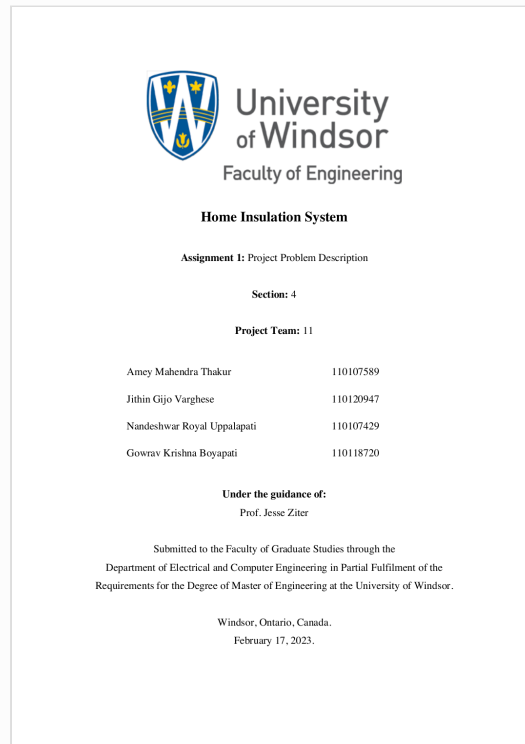 University
of Windsor
Faculty of Engineering
Home Insulation System
Assignment 1: Project Problem Description
Section: 4
Project Team: 11
Amey Mahendra Thakur 110107589
Jithin Gijo Varghese 110120947
Nandeshwar Royal Uppalapati 110107429
Gowrav Krishna Boyapati 110118720
Under the guidance of:
Prof. Jesse Ziter
Submitted to the Faculty of Graduate Studies through the
Department of Electrical and Computer Engineering in Partial Fulfilment of the
Requirements for the Degree of Master of Engineering at the University of Windsor.
Windsor, Ontario, Canada.
February 17, 2023.